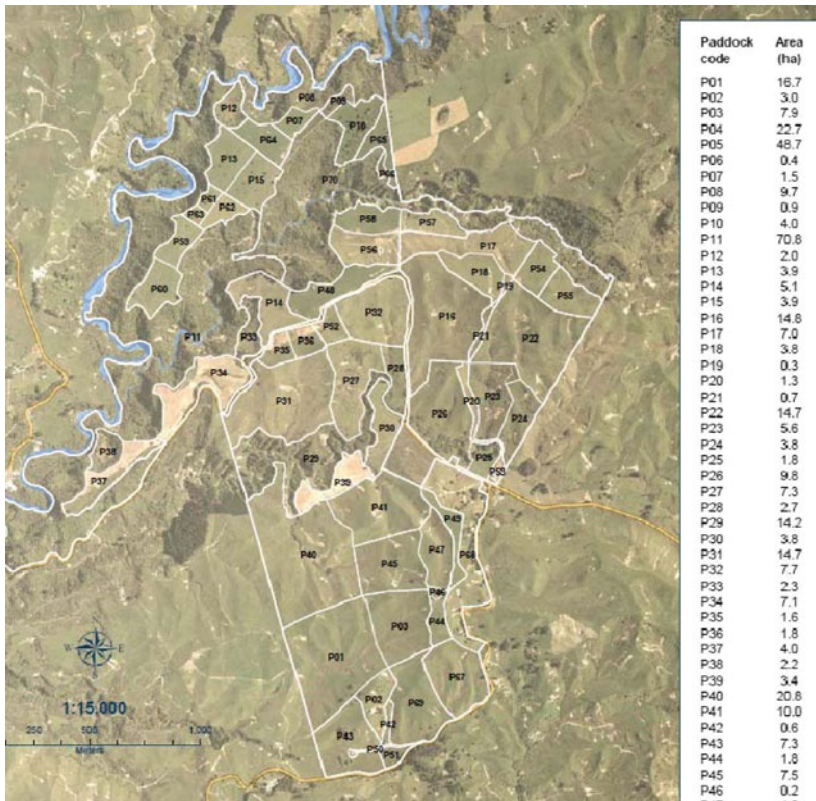 Paddock code Area (ha)
P01 16.7
P02 3.0
P03 7.9
P04 22.7
P05 48.7
P06 0.4
P07 1.5
P08 9.7
P09 0.9
P10 4.0
P11 70.8
P12 2.0
P13 3.9
P14 5.1
P15 3.9
P16 14.8
P17 7.0
P18 3.8
P19 0.3
P20 1.3
P21 0.7
P22 14.7
P23 5.6
P24 3.8
P25 1.8
P26 9.8
P27 7.3
P28 2.7
P29 14.2
P30 3.8
P31 14.7
P32 7.7
P33 2.3
P34 7.1
P35 1.6
P36 1.8
P37 4.0
P38 2.2
P39 3.4
P40 20.8
P41 10.0
P42 0.6
P43 7.3
P44 1.8
P45 7.5
P46 0.2
P12
P07
P64
P10
P65
P13
P15
P66
P70
P61
P62
P63
P58
P57
P56
P17
P60
P18
P54
P19
P55
P14
P32
P16
P52
P22
P21
P11
P33
P36
P35
P34
P28
P27
P31
P26
P20
P23
P24
P30
P38
P29
P25
P53
P37
P39
P41
P40
P47
P68
P45
P46
P44
P01
P67
P02
P69
P42
P50
P51
W E
S
1:15,000
250 500 1,000
Meters